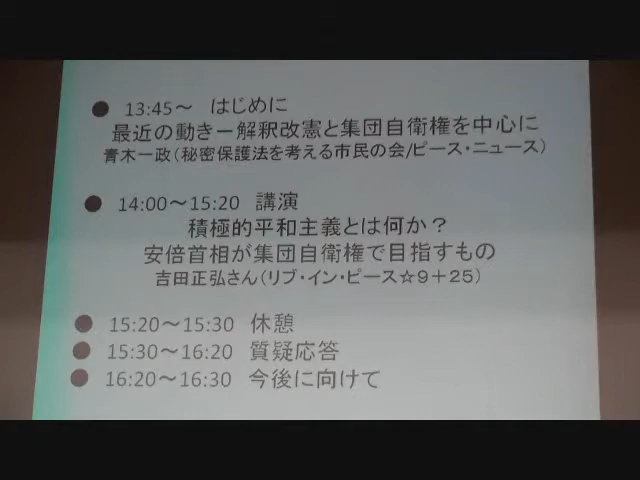 ● 13:45～ はじめに
最近の動きー解釈改憲と集団自衛権を中心に
青木一政(秘密保護法を考える市民の会/ピース・ニュース)
● 14:00～15:20 講演
積極的平和主義とは何か？
安倍首相が集団自衛権で目指すもの
吉田正弘さん(リブ・イン・ピース☆９＋２５)
● 15:20～15:30 休憩
● 15:30～16:20 質疑応答
● 16:20～16:30 今後に向けて